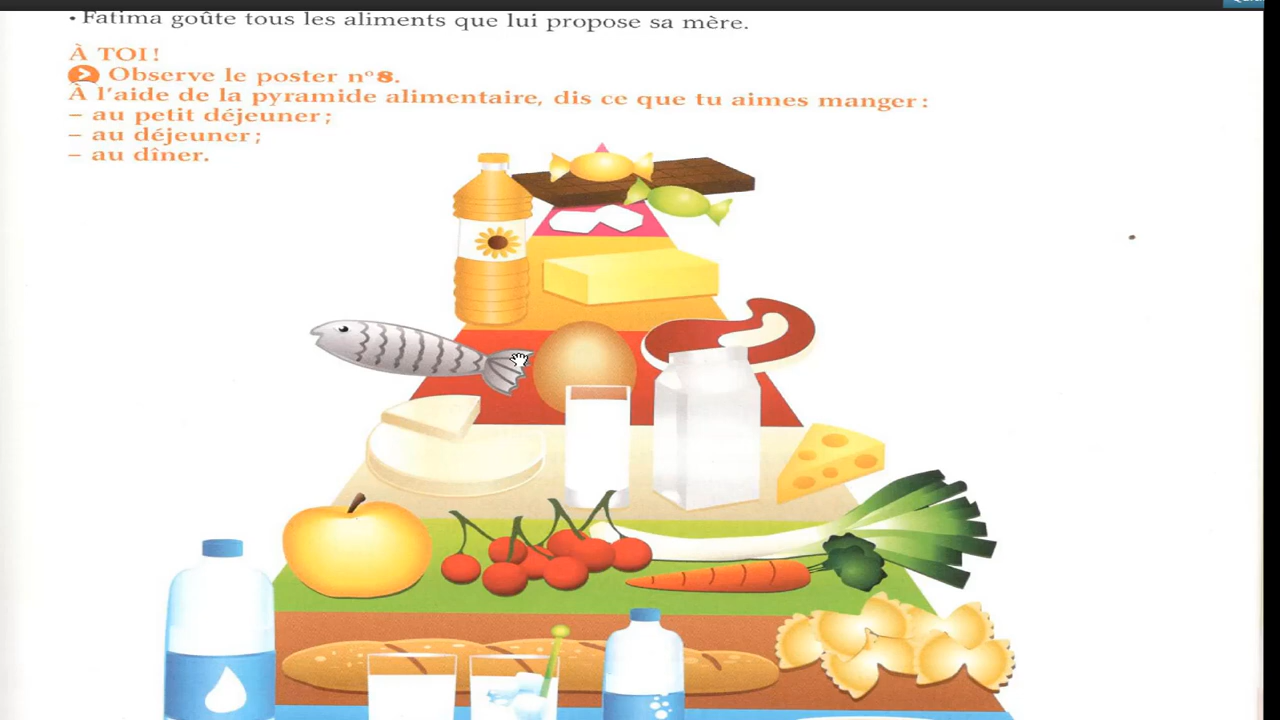 • Fatima goûte tous les aliments que lui propose sa mère.
À TOI !
Observe le poster n° 8.
À l'aide de la pyramide alimentaire, dis ce que tu aimes manger :
– au petit déjeuner ;
– au déjeuner ;
– au dîner.